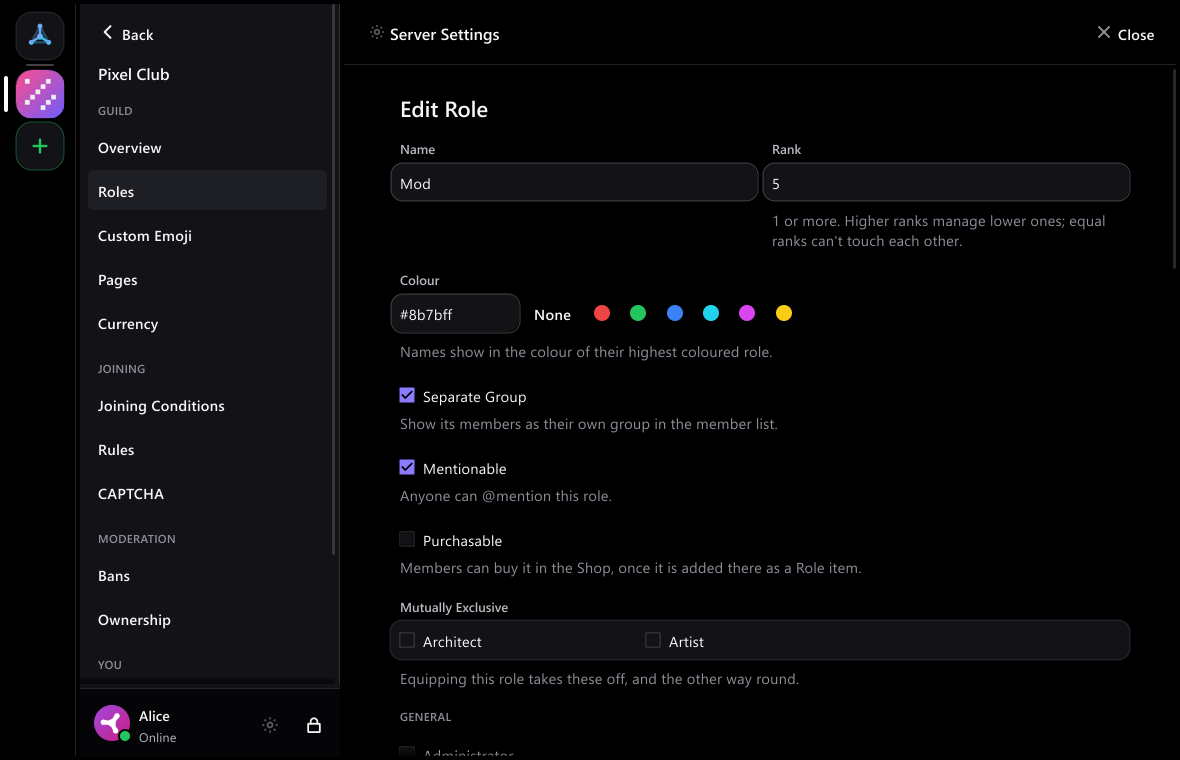 Back
Pixel Club
GUILD
Overview
Roles
Custom Emoji
Pages
Currency
JOINING
Joining Conditions
Rules
CAPTCHA
MODERATION
Bans
Ownership
YOU
Alice
Online
Server Settings
Close
Edit Role
Name
Rank
Mod
5
1 or more. Higher ranks manage lower ones; equal
ranks can't touch each other.
Colour
#8b7bff
None
Names show in the colour of their highest coloured role.
Separate Group
Show its members as their own group in the member list.
Mentionable
Anyone can @mention this role.
Purchasable
Members can buy it in the Shop, once it is added there as a Role item.
Mutually Exclusive
Architect
Artist
Equipping this role takes these off, and the other way round.
GENERAL
Administrator